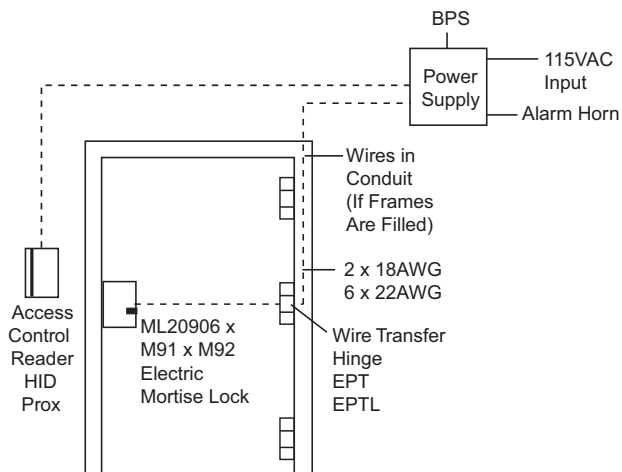 BPS
Power
Supply
115VAC
Input
Alarm Horn
Wires in
Conduit
(If Frames
Are Filled)
2 x 18AWG
6 x 22AWG
Access
Control
Reader
HID
Prox
ML20906 x
M91 x M92
Electric
Mortise Lock
Wire Transfer
Hinge
EPT
EPTL